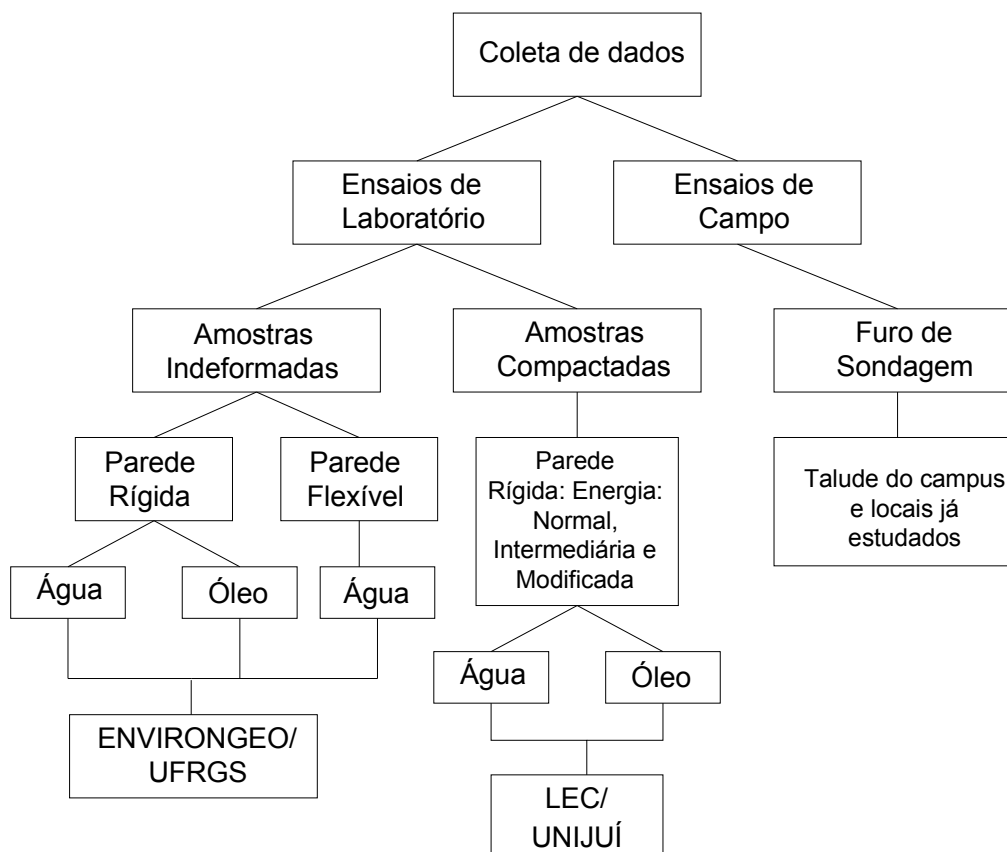 Coleta de dados
Ensaios de
Laboratório
Ensaios de
Campo
Amostras
Indeformadas
Amostras
Compactadas
Furo de
Sondagem
Parede
Rígida
Parede
Flexível
Parede
Rígida: Energia:
Normal,
Intermediária e
Modificada
Talude do campus
e locais já
estudados
Água
Óleo
Água
Água
Óleo
ENVIRONGEO/
UFRGS
LEC/
UNIJUÍ